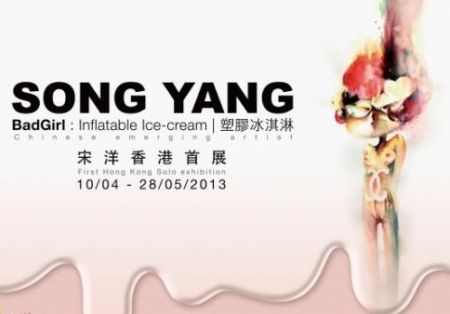 SONG YANG
BadGirl : Inflatable Ice-cream | 塑膠冰淇淋
Chinese emerging artist
宋洋香港首展
First Hong Kong Solo exhibition
10/04 - 28/05/2013